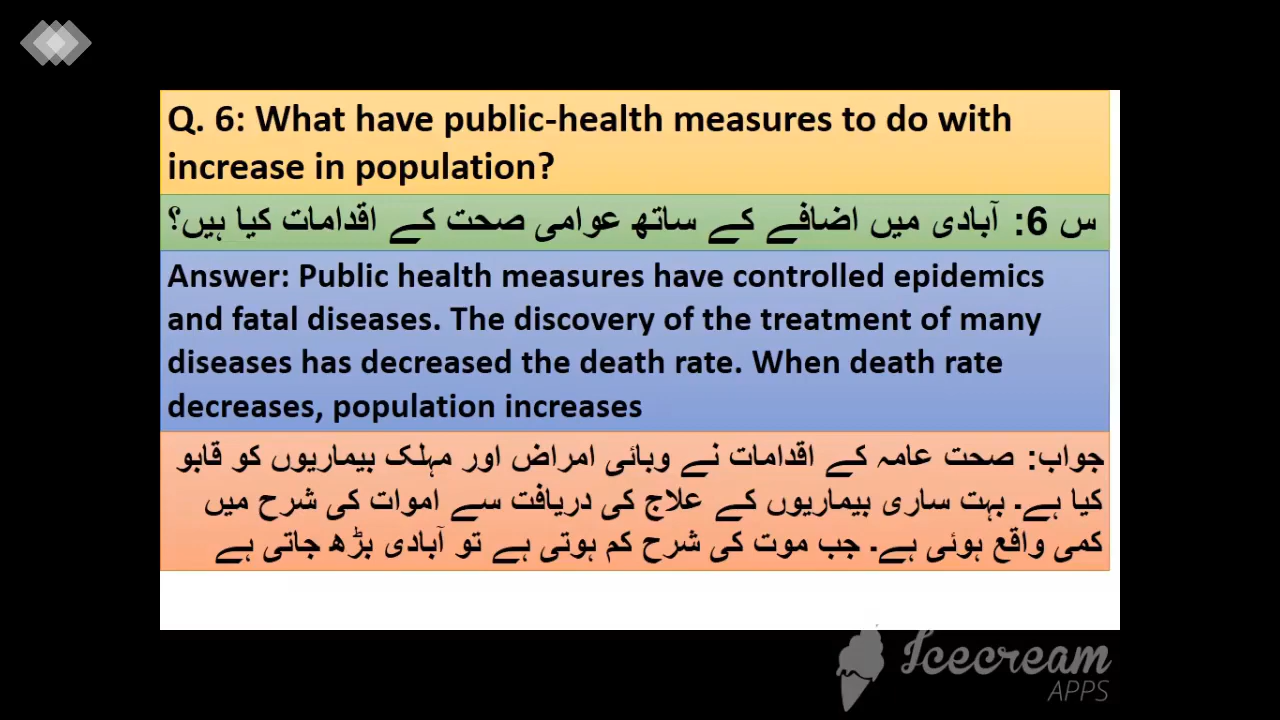 Q. 6: What have public-health measures to do with
increase in population?
س 6: آبادی میں اضافے کے ساتھ عوامی صحت کے اقدامات کیا ہیں؟
Answer: Public health measures have controlled epidemics
and fatal diseases. The discovery of the treatment of many
diseases has decreased the death rate. When death rate
decreases, population increases
جواب: صحت عامہ کے اقدامات نے وبائی امراض اور مہلک بیماریوں کو قابو
کیا ہے۔ بہت ساری بیماریوں کے علاج کی دریافت سے اموات کی شرح میں
کمی واقع ہوئی ہے۔ جب موت کی شرح کم ہوتی ہے تو آبادی بڑھ جاتی ہے
Icecream
APPS